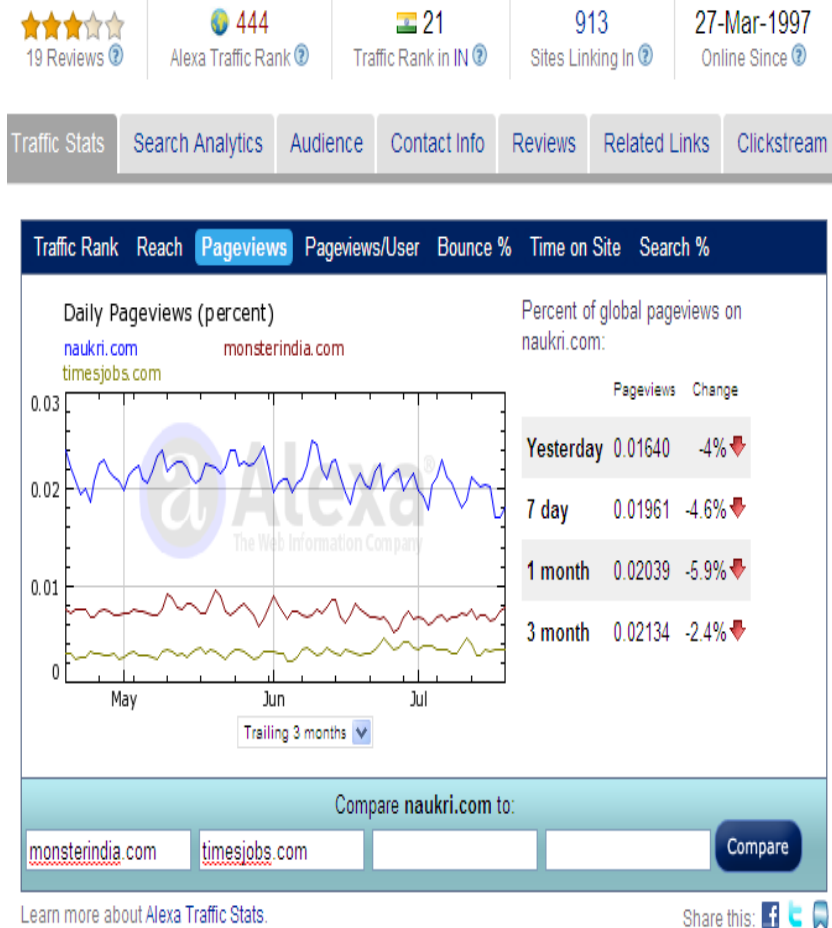 444 21 913 27-Mar-1997
19 Reviews Alexa Traffic Rank Traffic Rank in IN Sites Linking In Online Since
Traffic Stats Search Analytics Audience Contact Info Reviews Related Links Clickstream
Traffic Rank Reach Pageviews Pageviews/User Bounce % Time on Site Search %
Daily Pageviews (percent)
naukri.com monsterindia.com
timesjobs.com
0.03
0.02
0.01
0
May Jun Jul
Alexa®
The Web Information Company
Trailing 3 months
Percent of global pageviews on
naukri.com:
Pageviews Change
Yesterday 0.01640 -4%
7 day 0.01961 -4.6%
1 month 0.02039 -5.9%
3 month 0.02134 -2.4%
Compare naukri.com to:
monsterindia.com timesjobs.com Compare
Learn more about Alexa Traffic Stats. Share this: